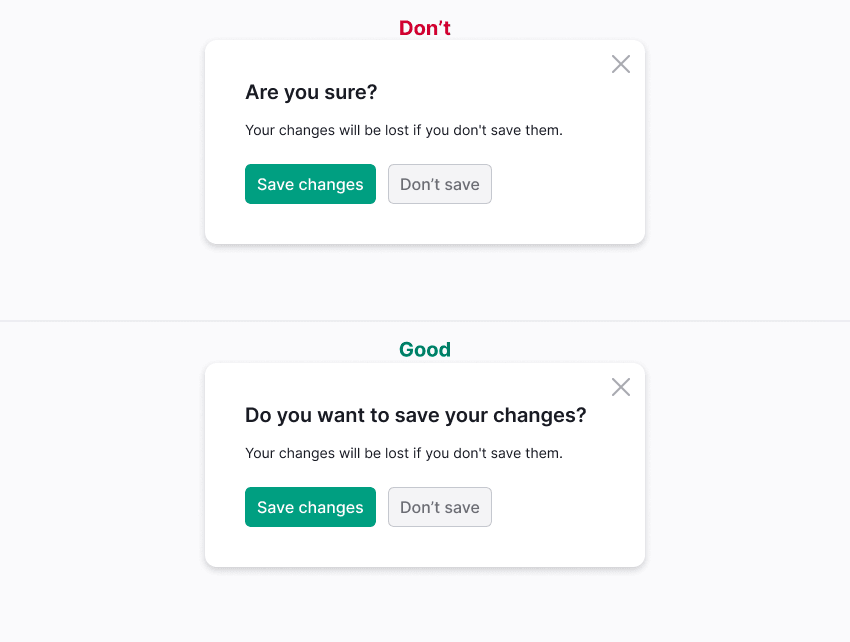 Don’t
Are you sure?
Your changes will be lost if you don't save them.
Save changes
Don’t save
Good
Do you want to save your changes?
Your changes will be lost if you don't save them.
Save changes
Don’t save